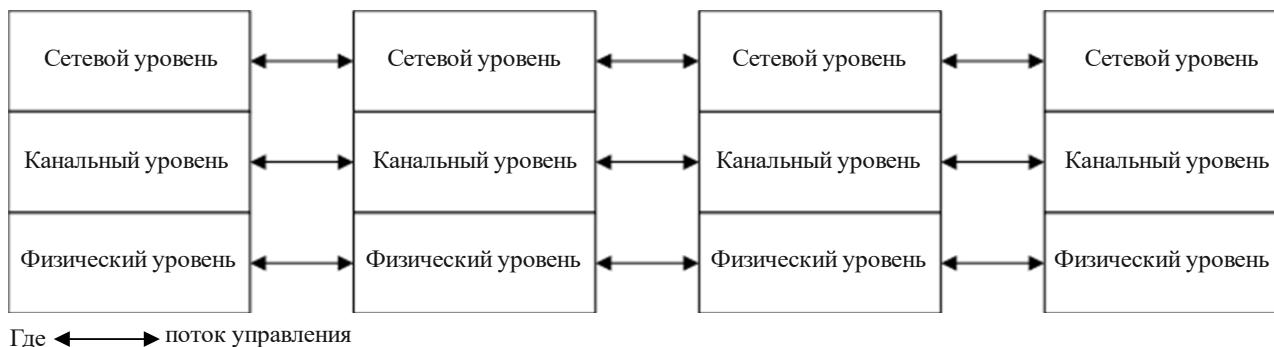 Сетевой уровень Сетевой уровень Сетевой уровень Сетевой уровень
Канальный уровень Канальный уровень Канальный уровень Канальный уровень
Физический уровень Физический уровень Физический уровень Физический уровень
Где поток управления